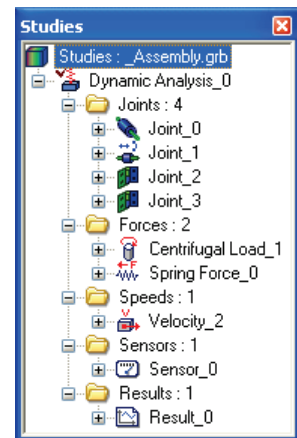 Studies
Studies : _Assembly.grb
Dynamic Analysis_0
Joints : 4
Joint_0
Joint_1
Joint_2
Joint_3
Forces : 2
Centrifugal Load_1
Spring Force_0
Speeds : 1
Velocity_2
Sensors : 1
Sensor_0
Results : 1
Result_0